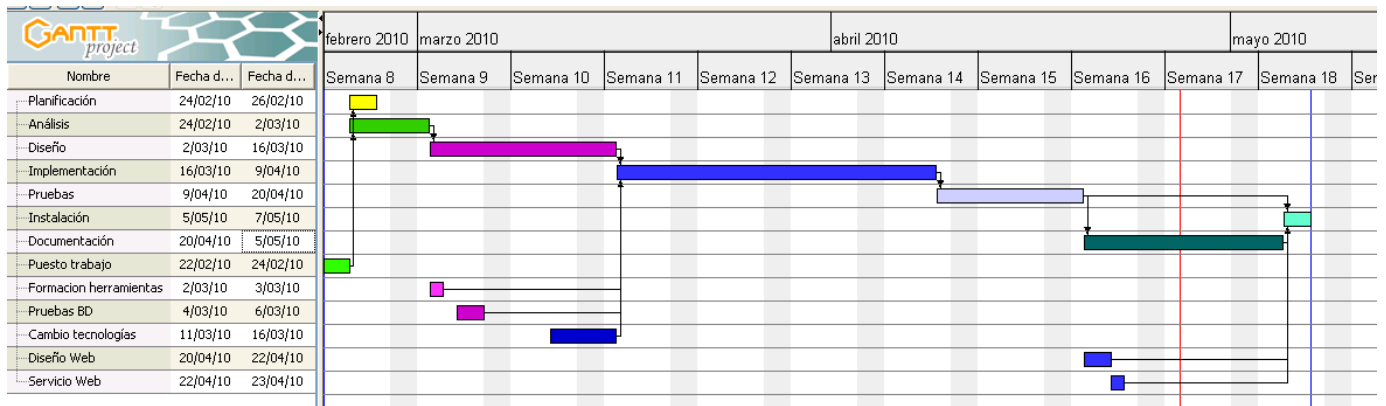 GANTT
project
febrero 2010 marzo 2010 abril 2010 mayo 2010
Nombre Fecha d... Fecha d... Semana 8 Semana 9 Semana 10 Semana 11 Semana 12 Semana 13 Semana 14 Semana 15 Semana 16 Semana 17 Semana 18 Ser
Planificación 24/02/10 26/02/10
Análisis 24/02/10 2/03/10
Diseño 2/03/10 16/03/10
Implementación 16/03/10 9/04/10
Pruebas 9/04/10 20/04/10
Instalación 5/05/10 7/05/10
Documentación 20/04/10 5/05/10
Puesto trabajo 22/02/10 24/02/10
Formacion herramientas 2/03/10 3/03/10
Pruebas BD 4/03/10 6/03/10
Cambio tecnologías 11/03/10 16/03/10
Diseño Web 20/04/10 22/04/10
Servicio Web 22/04/10 23/04/10